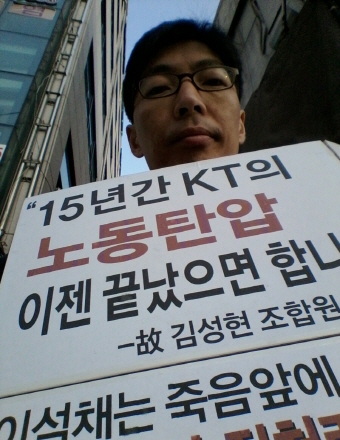 "15년간 KT의
노동탄압
이젠 끝났으면 합니
-故 김성현 조합원
이석채는 죽음앞에